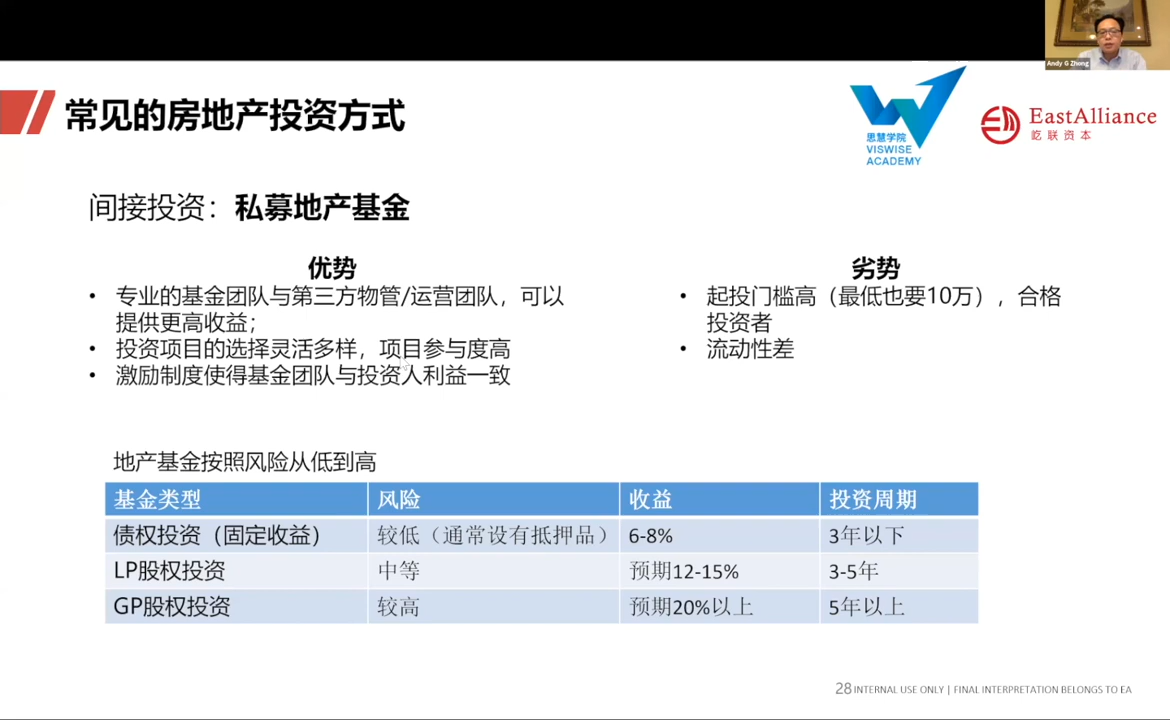 Andy G Zhong
常见的房地产投资方式
思慧学院
VISWISE
ACADEMY
EastAlliance
屹联资本
间接投资：私募地产基金
优势
• 专业的基金团队与第三方物管/运营团队，可以
提供更高收益；
• 投资项目的选择灵活多样，项目参与度高
• 激励制度使得基金团队与投资人利益一致
劣势
• 起投门槛高（最低也要10万），合格
投资者
• 流动性差
地产基金按照风险从低到高
基金类型 风险 收益 投资周期
债权投资（固定收益） 较低（通常设有抵押品） 6-8% 3年以下
LP股权投资 中等 预期12-15% 3-5年
GP股权投资 较高 预期20%以上 5年以上
28 INTERNAL USE ONLY | FINAL INTERPRETATION BELONGS TO EA